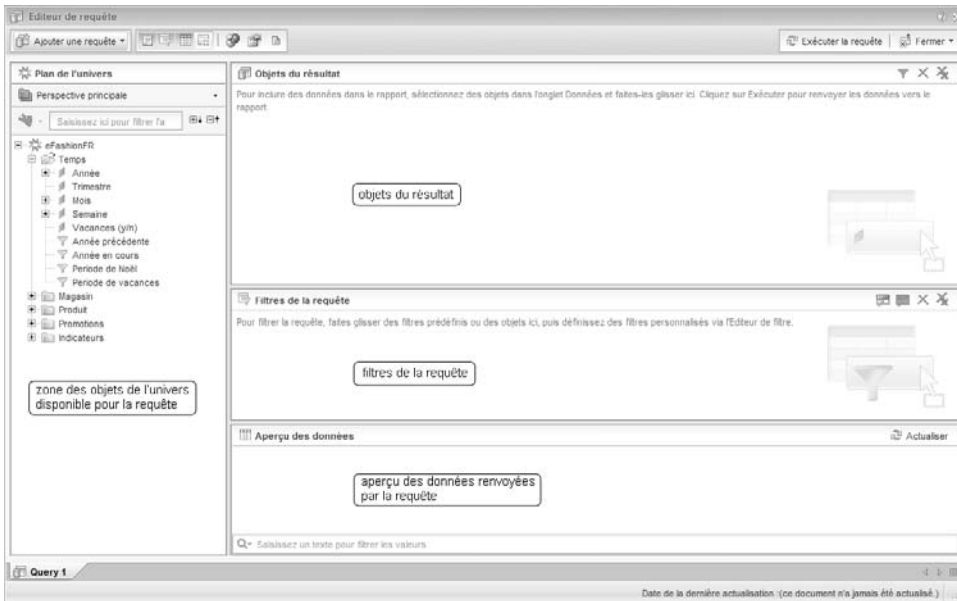 Editeur de requête
Ajouter une requête
Exécuter la requête
Fermer
Plan de l'univers
Perspective principale
Saisissez ici pour filtrer l'a
eFashionFR
Temps
Année
Trimestre
Mois
Semaine
Vacances (y/n)
Année précédente
Année en cours
Periode de Noël
Periode de vacances
Magasin
Produit
Promotions
Indicateurs
zone des objets de l'univers
disponible pour la requête
Objets du résultat
Pour inclure des données dans le rapport, sélectionnez des objets dans l'onglet Données et faites-les glisser ici. Cliquez sur Exécuter pour renvoyer les données vers le
rapport.
objets du résultat
Filtres de la requête
Pour filtrer la requête, faites glisser des filtres prédéfinis ou des objets ici, puis définissez des filtres personnalisés via l'Editeur de filtre.
filtres de la requête
Aperçu des données
Actualiser
aperçu des données renvoyées
par la requête
Saisissez un texte pour filtrer les valeurs
Query 1
Date de la dernière actualisation :(ce document n'a jamais été actualisé.)